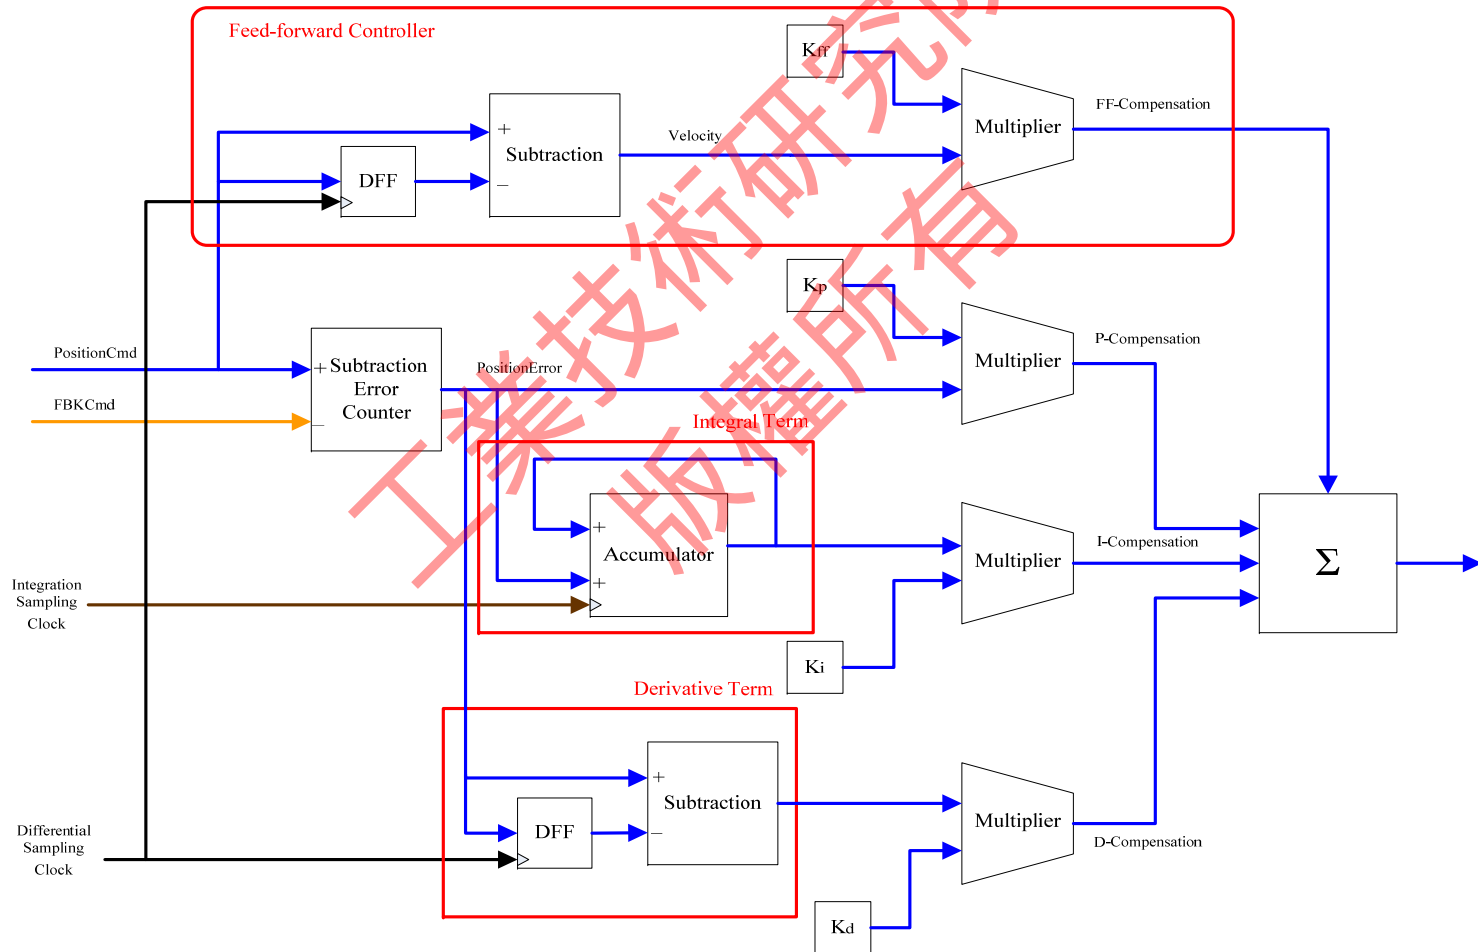 Feed-forward Controller
Kff
Multiplier
FF-Compensation
+
Subtraction
−
Velocity
DFF
Kp
Multiplier
P-Compensation
PositionCmd
FBKCmd
+
Subtraction
Error
Counter
−
PositionError
Integral Term
+
Accumulator
+
Multiplier
I-Compensation
Σ
Integration
Sampling
Clock
Ki
Derivative Term
+
Subtraction
−
DFF
Multiplier
D-Compensation
Differential
Sampling
Clock
Kd
工業技術研究院
版權所有